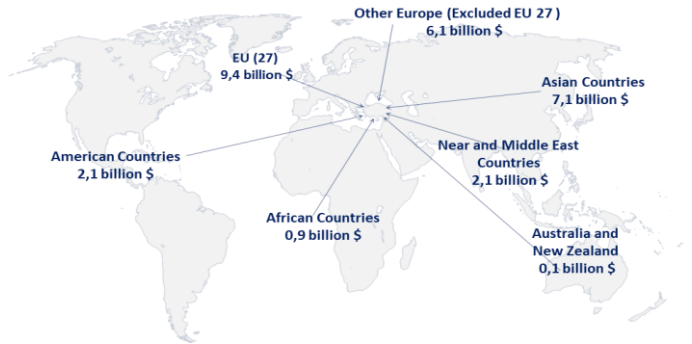 Other Europe (Excluded EU 27 )
6,1 billion $
EU (27)
9,4 billion $
Asian Countries
7,1 billion $
American Countries
2,1 billion $
Near and Middle East
Countries
2,1 billion $
African Countries
0,9 billion $
Australia and
New Zealand
0,1 billion $